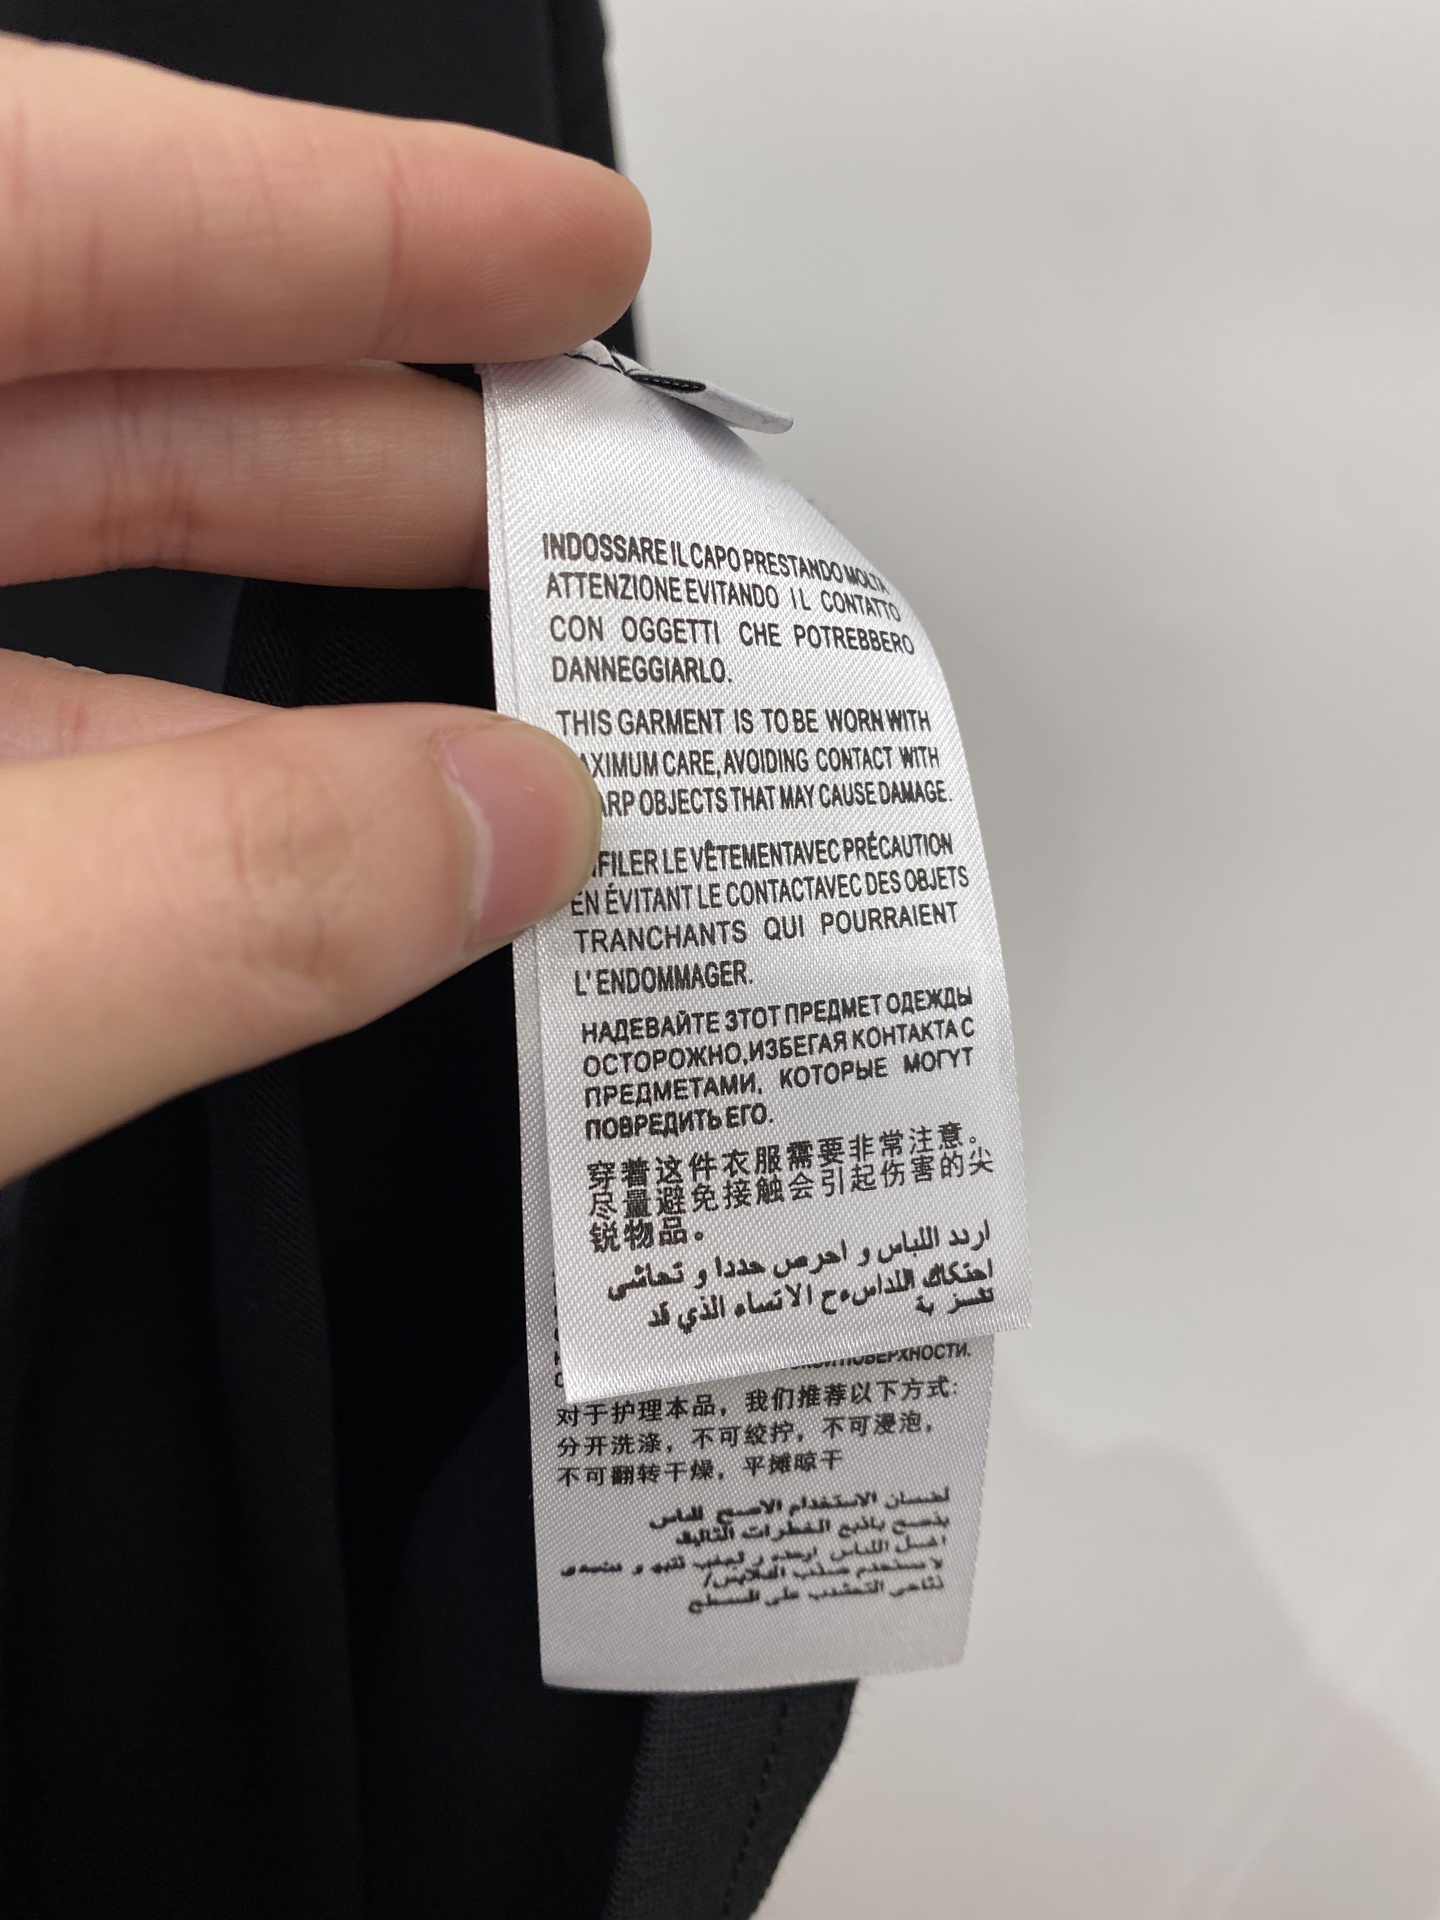 INDOSSARE IL CAPO PRESTANDO MOLTA
ATTENZIONE EVITANDO IL CONTATTO
CON OGGETTI CHE POTREBBERO
DANNEGGIARLO.
THIS GARMENT IS TO BE WORN WITH
AXIMUM CARE, AVOIDING CONTACT WITH
ARP OBJECTS THAT MAY CAUSE DAMAGE.
FILER LE VÊTEMENTAVEC PRÉCAUTION
EN ÉVITANT LE CONTACTAVEC DES OBJETS
TRANCHANTS QUI POURRAIENT
L'ENDOMMAGER.
НАДЕВАЙТЕ ЗТОТ ПРЕДМЕТ ОДЕЖДЫ
ОСТОРОЖНО,ИЗБЕГАЯ КОНТАКТА С
ПРЕДМЕТАМИ, КОТОРЫЕ МОГУТ
ПОВРЕДИТЬ ЕГО.
穿着这件衣服需要非常注意。
尽量避免接触会引起伤害的尖
锐物品。
اردد اللباس و احرص حددا و تحاشى
احتكاك الانساء الذي قد
ПОВЕРХНОСТИ.
对于护理本品，我们推荐以下方式：
分开洗涤，不可绞拧，不可浸泡，
不可翻转干燥，平摊晾干
الاستخدام